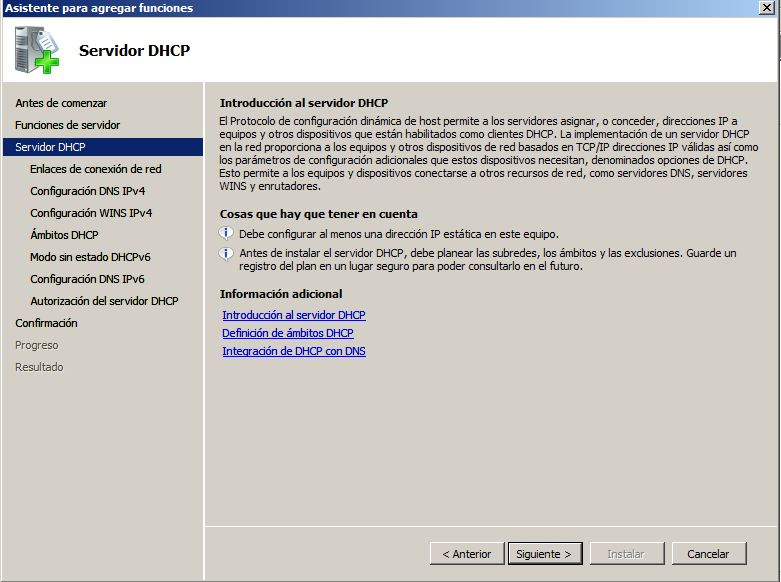 Asistente para agregar funciones
Servidor DHCP
Antes de comenzar
Funciones de servidor
Servidor DHCP
Enlaces de conexión de red
Configuración DNS IPv4
Configuración WINS IPv4
Ámbitos DHCP
Modo sin estado DHCPv6
Configuración DNS IPv6
Autorización del servidor DHCP
Confirmación
Progreso
Resultado
Introducción al servidor DHCP
El Protocolo de configuración dinámica de host permite a los servidores asignar, o conceder, direcciones IP a
equipos y otros dispositivos que están habilitados como clientes DHCP. La implementación de un servidor DHCP
en la red proporciona a los equipos y otros dispositivos de red basados en TCP/IP direcciones IP válidas así como
los parámetros de configuración adicionales que estos dispositivos necesitan, denominados opciones de DHCP.
Esto permite a los equipos y dispositivos conectarse a otros recursos de red, como servidores DNS, servidores
WINS y enrutadores.
Cosas que hay que tener en cuenta
Debe configurar al menos una dirección IP estática en este equipo.
Antes de instalar el servidor DHCP, debe planear las subredes, los ámbitos y las exclusiones. Guarde un
registro del plan en un lugar seguro para poder consultarlo en el futuro.
Información adicional
Introducción al servidor DHCP
Definición de ámbitos DHCP
Integración de DHCP con DNS
< Anterior
Siguiente >
Instalar
Cancelar